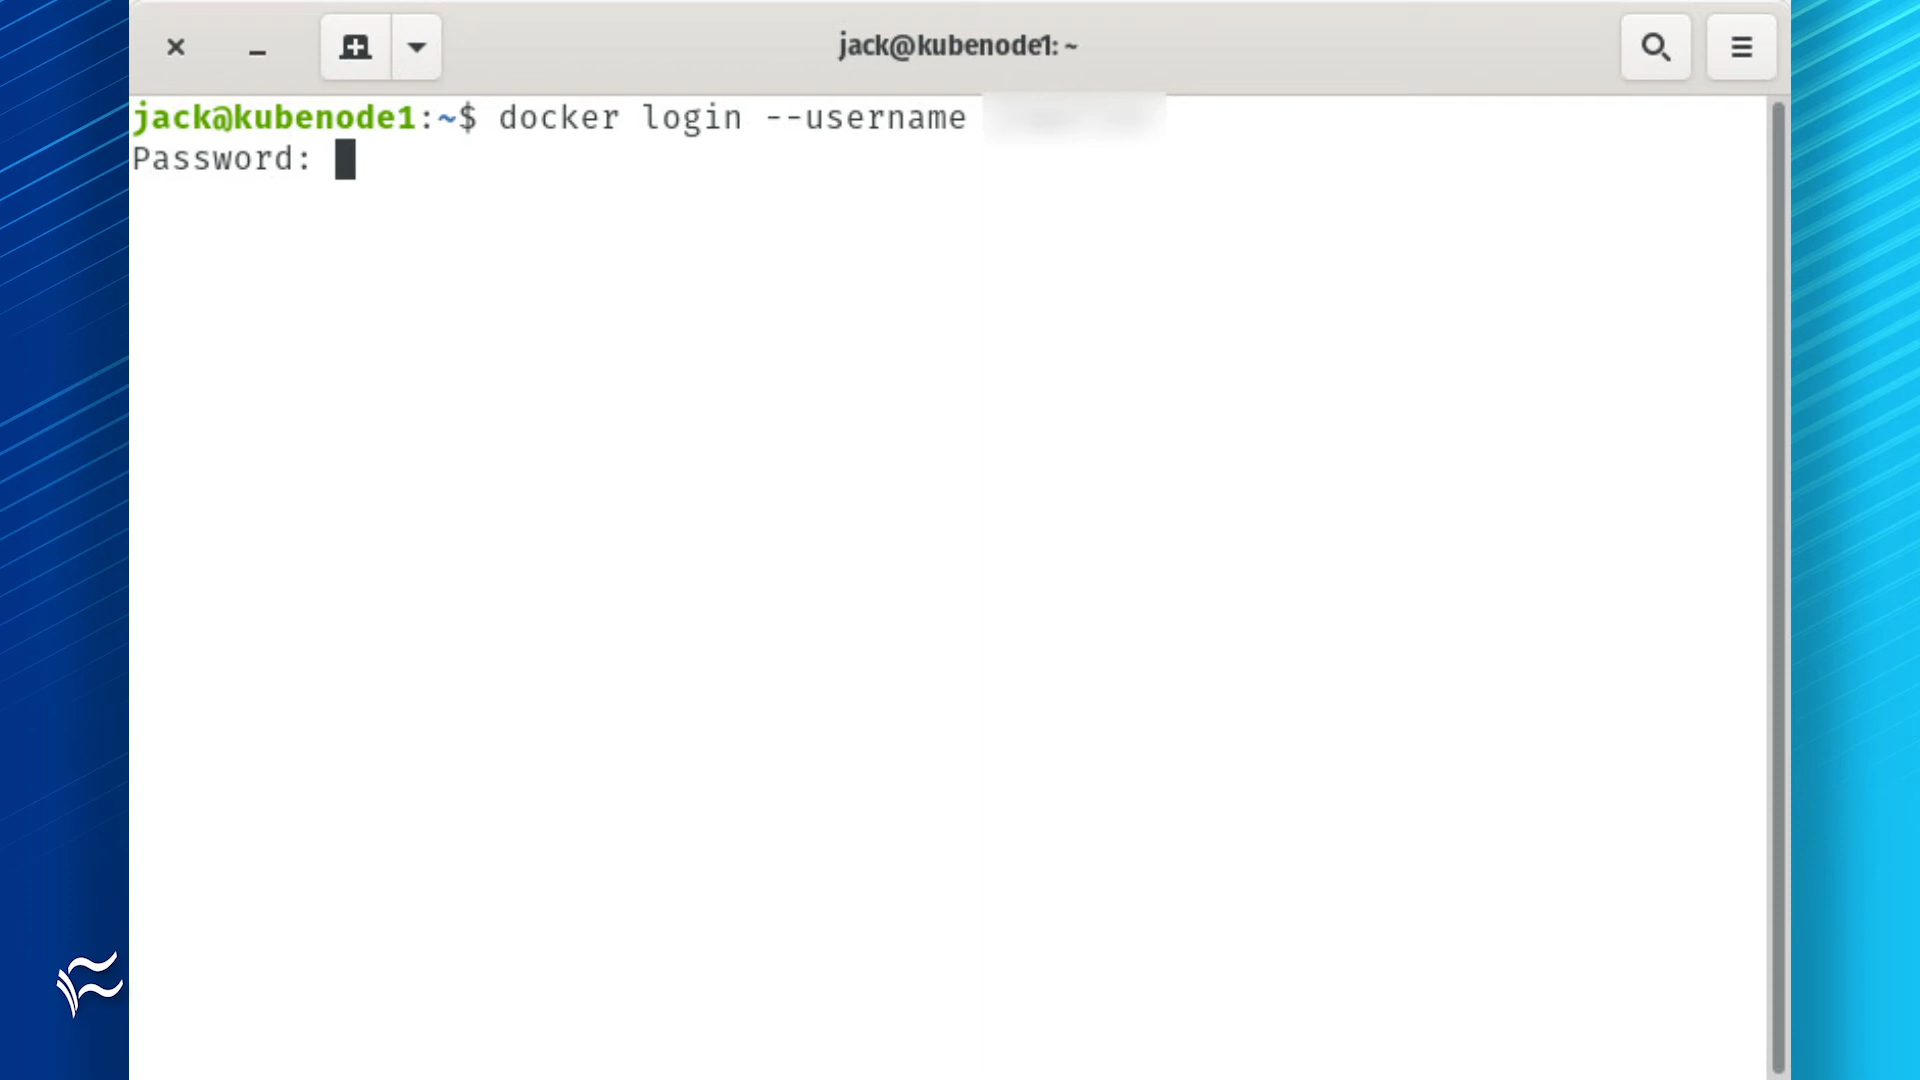 jack@kubenode1: ~
jack@kubenode1:~$ docker login --username
Password: